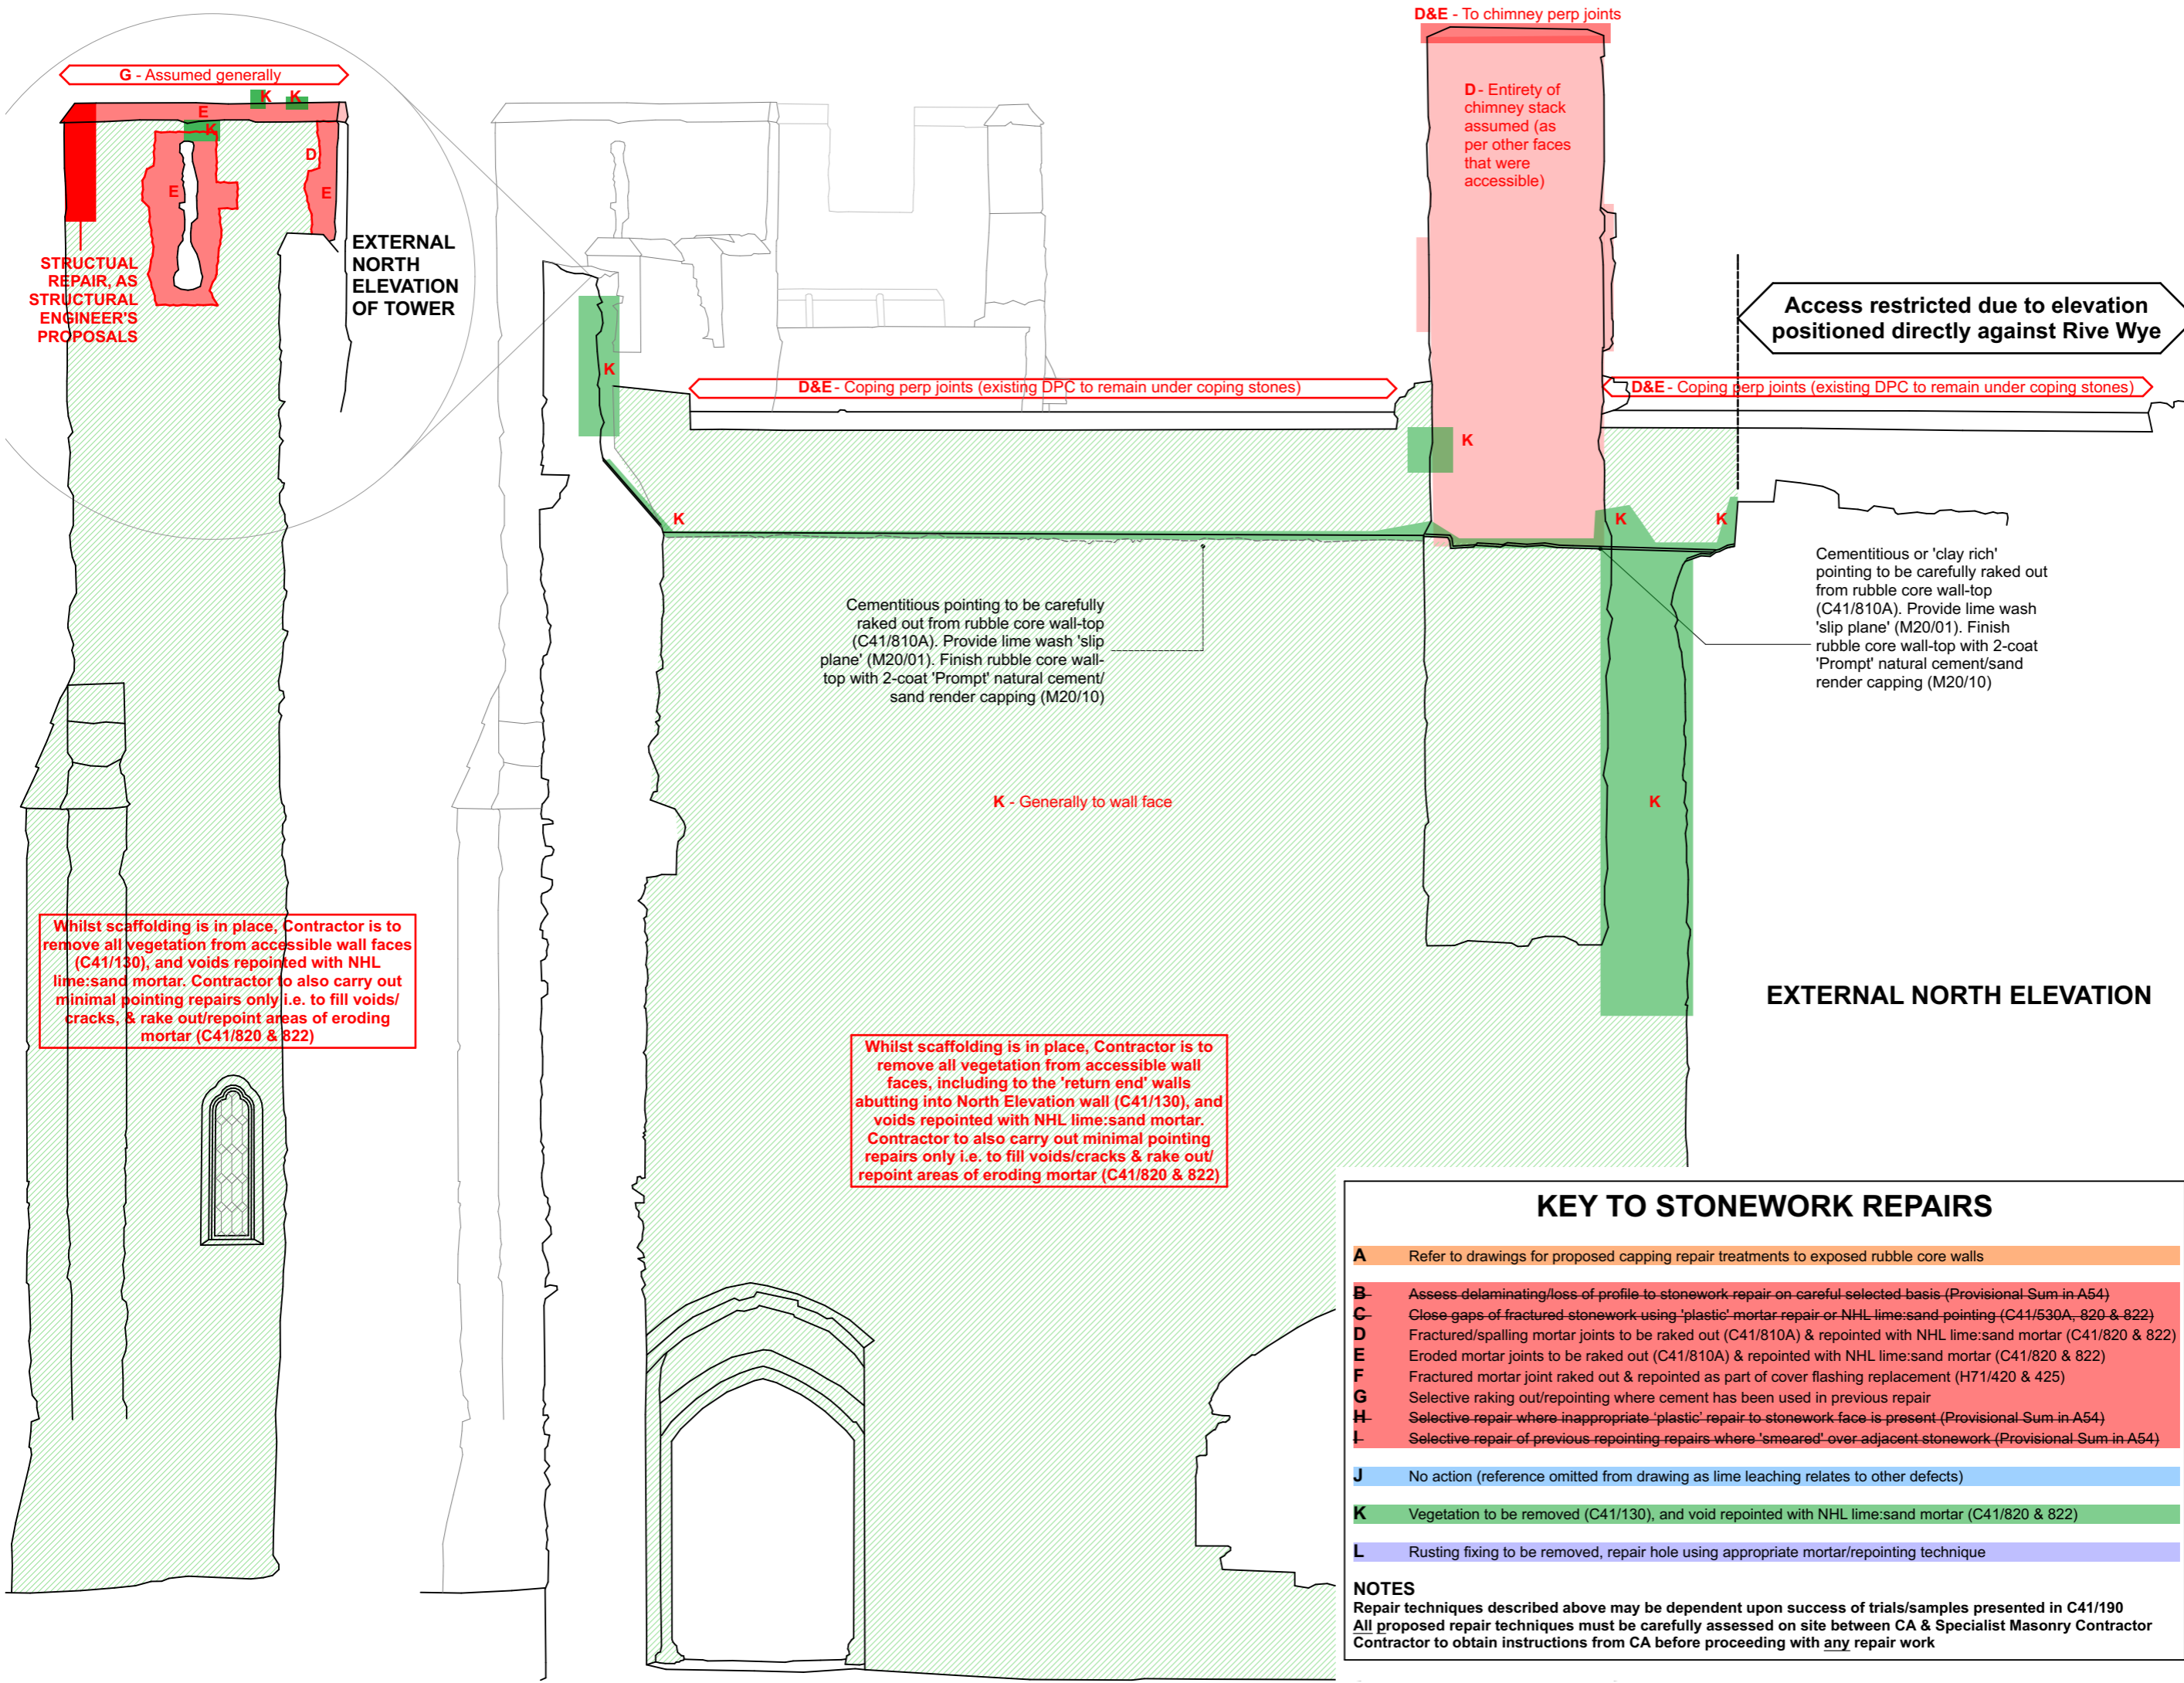 D&E - To chimney perp joints
G - Assumed generally
K
K
E
K
D
E
E
STRUCTUAL
REPAIR, AS
STRUCTURAL
ENGINEER'S
PROPOSALS
EXTERNAL
NORTH
ELEVATION
OF TOWER
D - Entirety of
chimney stack
assumed (as
per other faces
that were
accessible)
Access restricted due to elevation
positioned directly against Rive Wye
K
D&E - Coping perp joints (existing DPC to remain under coping stones)
D&E - Coping perp joints (existing DPC to remain under coping stones)
K
K
K
K
Cementitious pointing to be carefully
raked out from rubble core wall-top
(C41/810A). Provide lime wash 'slip
plane' (M20/01). Finish rubble core wall-
top with 2-coat 'Prompt' natural cement/
sand render capping (M20/10)
Cementitious or 'clay rich'
pointing to be carefully raked out
from rubble core wall-top
(C41/810A). Provide lime wash
'slip plane' (M20/01). Finish
rubble core wall-top with 2-coat
'Prompt' natural cement/sand
render capping (M20/10)
K - Generally to wall face
K
Whilst scaffolding is in place, Contractor is to
remove all vegetation from accessible wall faces
(C41/130), and voids repointed with NHL
lime:sand mortar. Contractor to also carry out
minimal pointing repairs only i.e. to fill voids/
cracks, & rake out/repoint areas of eroding
mortar (C41/820 & 822)
EXTERNAL NORTH ELEVATION
Whilst scaffolding is in place, Contractor is to
remove all vegetation from accessible wall
faces, including to the 'return end' walls
abutting into North Elevation wall (C41/130), and
voids repointed with NHL lime:sand mortar.
Contractor to also carry out minimal pointing
repairs only i.e. to fill voids/cracks & rake out/
repoint areas of eroding mortar (C41/820 & 822)
KEY TO STONEWORK REPAIRS
A Refer to drawings for proposed capping repair treatments to exposed rubble core walls
B Assess delaminating/loss of profile to stonework repair on careful selected basis (Provisional Sum in A54)
C Close gaps of fractured stonework using 'plastic' mortar repair or NHL lime:sand pointing (C41/530A, 820 & 822)
D Fractured/spalling mortar joints to be raked out (C41/810A) & repointed with NHL lime:sand mortar (C41/820 & 822)
E Eroded mortar joints to be raked out (C41/810A) & repointed with NHL lime:sand mortar (C41/820 & 822)
F Fractured mortar joint raked out & repointed as part of cover flashing replacement (H71/420 & 425)
G Selective raking out/repointing where cement has been used in previous repair
H Selective repair where inappropriate 'plastic' repair to stonework face is present (Provisional Sum in A54)
I Selective repair of previous repointing repairs where 'smeared' over adjacent stonework (Provisional Sum in A54)
J No action (reference omitted from drawing as lime leaching relates to other defects)
K Vegetation to be removed (C41/130), and void repointed with NHL lime:sand mortar (C41/820 & 822)
L Rusting fixing to be removed, repair hole using appropriate mortar/repointing technique
NOTES
Repair techniques described above may be dependent upon success of trials/samples presented in C41/190
All proposed repair techniques must be carefully assessed on site between CA & Specialist Masonry Contractor
Contractor to obtain instructions from CA before proceeding with any repair work